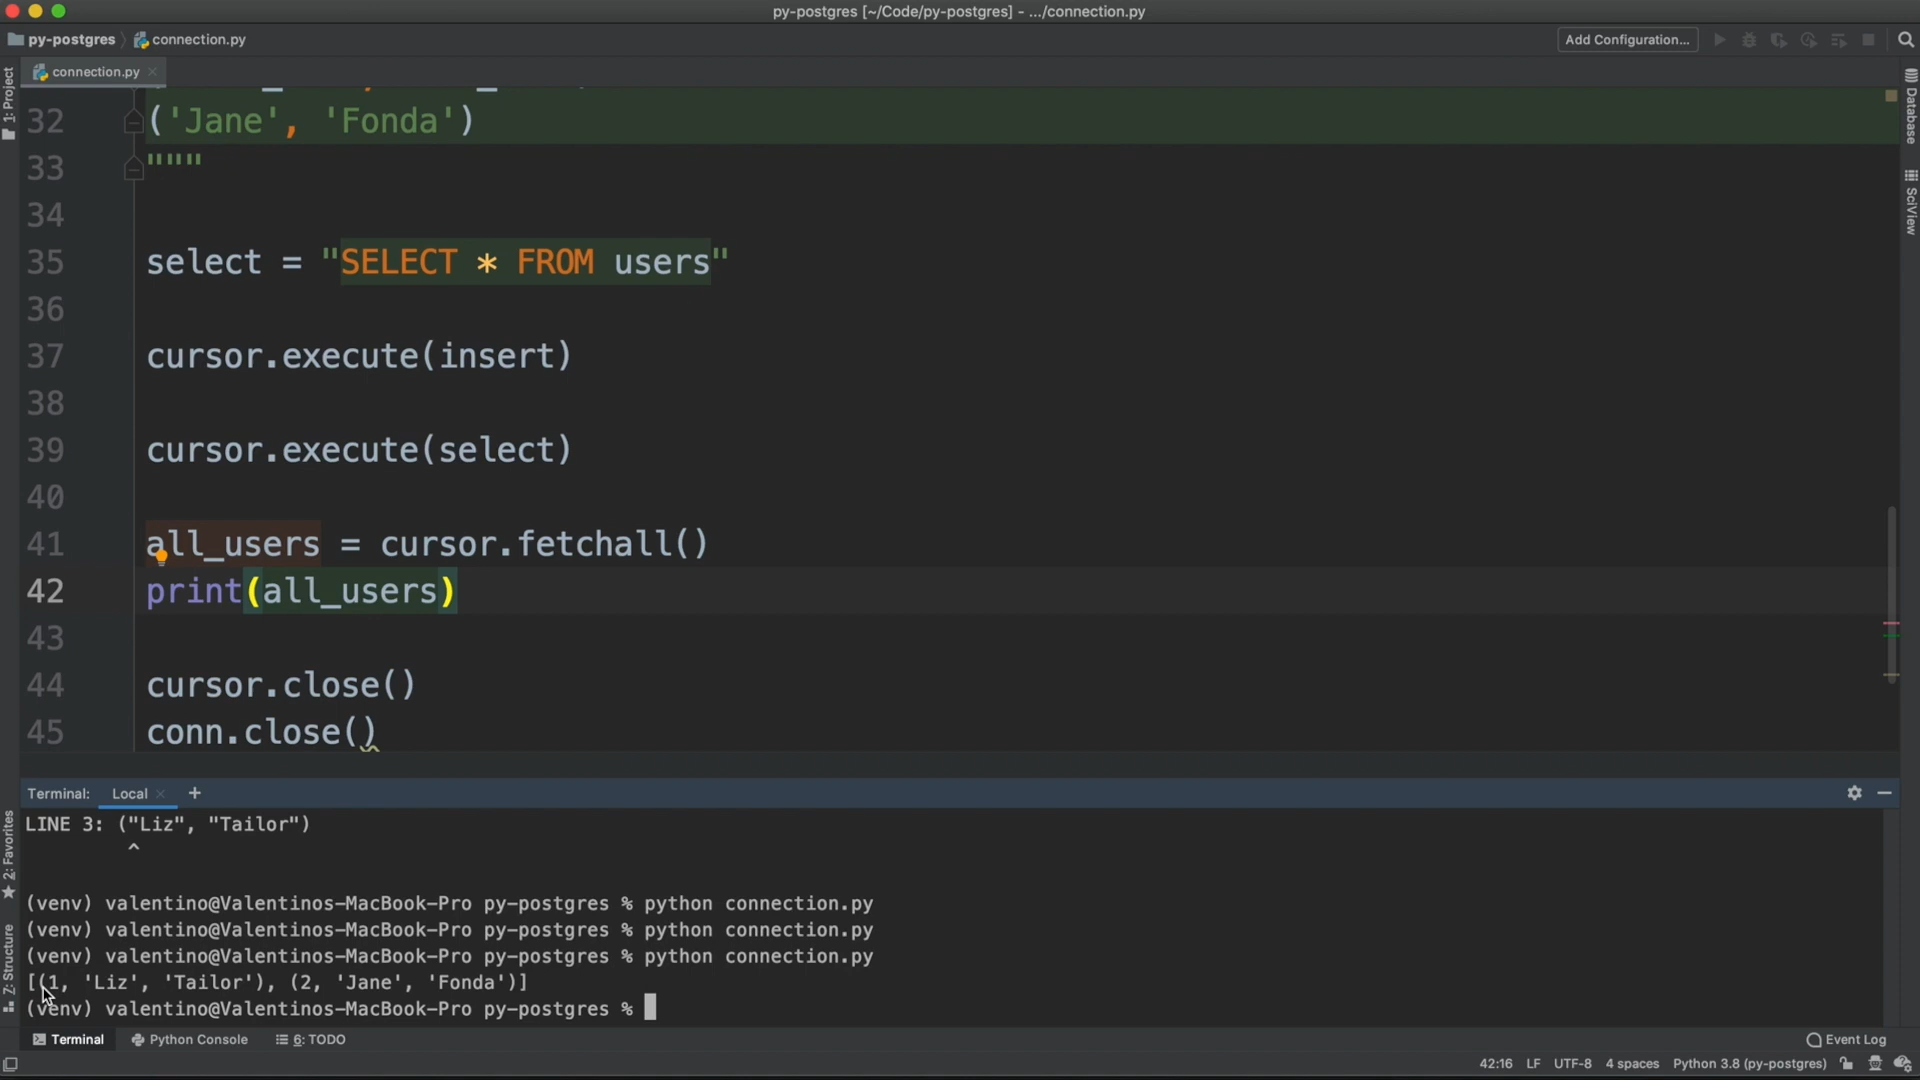 py-postgres [~/Code/py-postgres] - .../connection.py
py-postgres
connection.py
Add Configuration...
1: Project
connection.py
32 ('Jane', 'Fonda')
33 """
34
35 select = "SELECT * FROM users"
36
37 cursor.execute(insert)
38
39 cursor.execute(select)
40
41 all_users = cursor.fetchall()
42 print(all_users)
43
44 cursor.close()
45 conn.close()
Database
SciView
Terminal: Local +
2: Favorites
Z: Structure
LINE 3: ("Liz", "Tailor")
^
(venv) valentino@Valentinos-MacBook-Pro py-postgres % python connection.py
(venv) valentino@Valentinos-MacBook-Pro py-postgres % python connection.py
(venv) valentino@Valentinos-MacBook-Pro py-postgres % python connection.py
[(1, 'Liz', 'Tailor'), (2, 'Jane', 'Fonda')]
(venv) valentino@Valentinos-MacBook-Pro py-postgres %
Terminal Python Console 6: TODO
Event Log
42:16 LF UTF-8 4 spaces Python 3.8 (py-postgres)